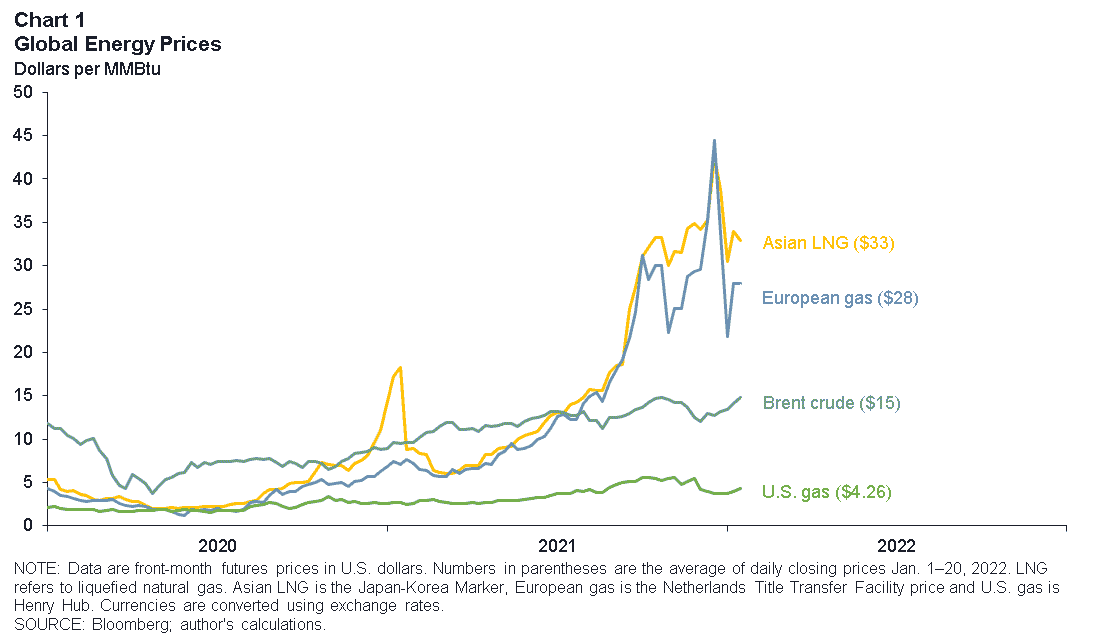 Chart 1
Global Energy Prices
Dollars per MMBtu
50
45
40
35
30
25
20
15
10
5
0
Asian LNG ($33)
European gas ($28)
Brent crude ($15)
U.S. gas ($4.26)
2020
2021
2022
NOTE: Data are front-month futures prices in U.S. dollars. Numbers in parentheses are the average of daily closing prices Jan. 1–20, 2022. LNG
refers to liquefied natural gas. Asian LNG is the Japan-Korea Marker, European gas is the Netherlands Title Transfer Facility price and U.S. gas is
Henry Hub. Currencies are converted using exchange rates.
SOURCE: Bloomberg; author's calculations.